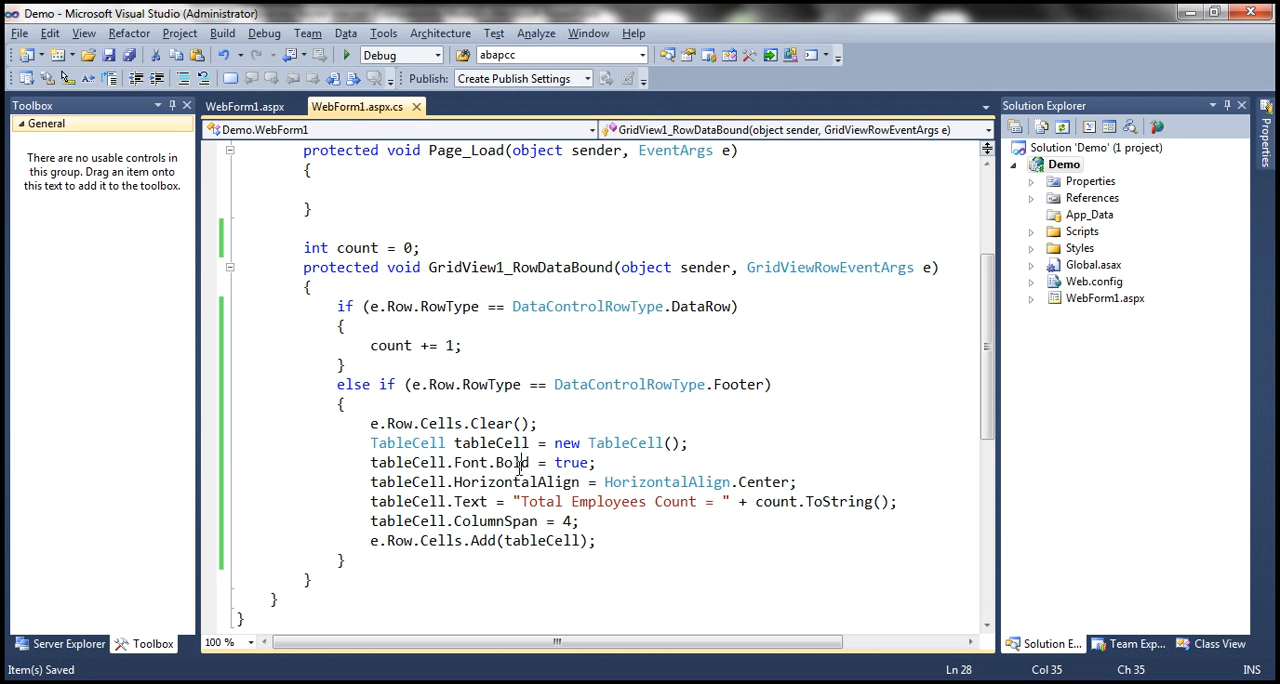 Demo - Microsoft Visual Studio (Administrator)
File Edit View Refactor Project Build Debug Team Data Tools Architecture Test Analyze Window Help
Debug abapcc
Publish: Create Publish Settings
Toolbox
General
There are no usable controls in
this group. Drag an item onto
this text to add it to the toolbox.
Server Explorer Toolbox
WebForm1.aspx WebForm1.aspx.cs
Demo.WebForm1 GridView1_RowDataBound(object sender, GridViewRowEventArgs e)
protected void Page_Load(object sender, EventArgs e)
{
}
int count = 0;
protected void GridView1_RowDataBound(object sender, GridViewRowEventArgs e)
{
if (e.Row.RowType == DataControlRowType.DataRow)
{
count += 1;
}
else if (e.Row.RowType == DataControlRowType.Footer)
{
e.Row.Cells.Clear();
TableCell tableCell = new TableCell();
tableCell.Font.Bold = true;
tableCell.HorizontalAlign = HorizontalAlign.Center;
tableCell.Text = "Total Employees Count = " + count.ToString();
tableCell.ColumnSpan = 4;
e.Row.Cells.Add(tableCell);
}
}
}
}
100 %
Solution Explorer
Solution 'Demo' (1 project)
Demo
Properties
References
App_Data
Scripts
Styles
Global.asax
Web.config
WebForm1.aspx
Solution E... Team Exp... Class View
Properties
Item(s) Saved Ln 28 Col 35 Ch 35 INS